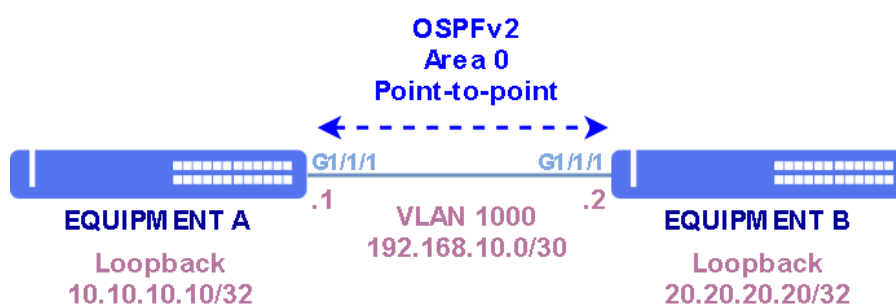 OSPFv2
Area 0
Point-to-point
G1/1/1
G1/1/1
.1
.2
VLAN 1000
192.168.10.0/30
EQUIPMENT A
EQUIPMENT B
Loopback
10.10.10.10/32
Loopback
20.20.20.20/32